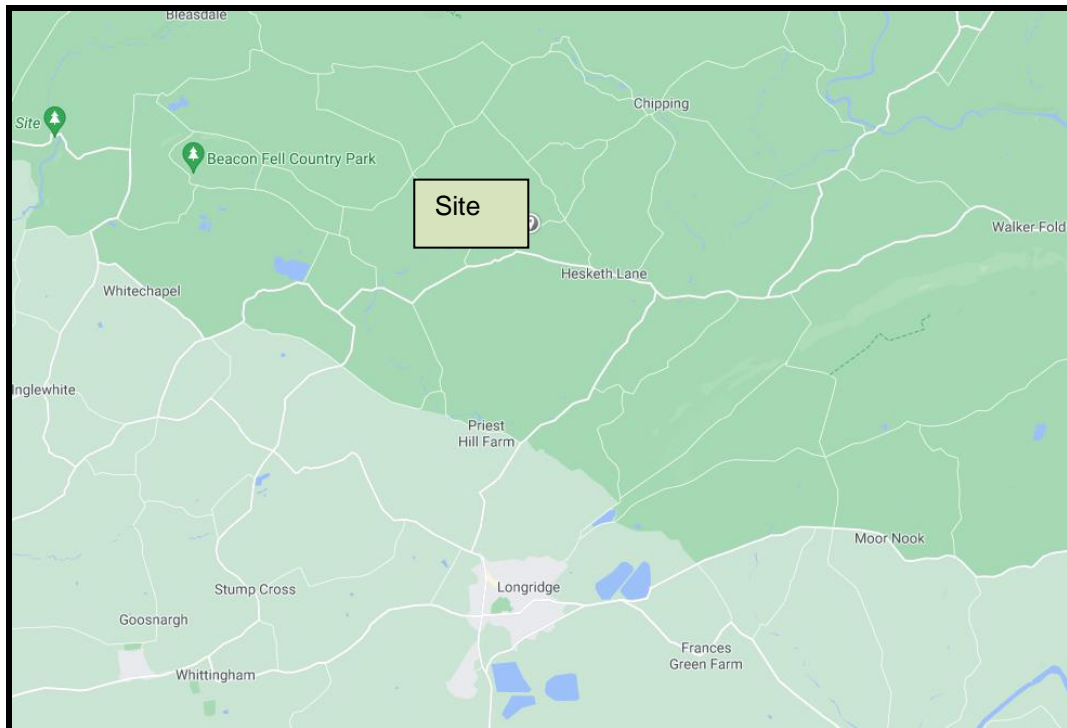 Bleasdale
Chipping
Site
Beacon Fell Country Park
Site
Walker Fold
Hesketh Lane
Whitechapel
Inglewhite
Priest
Hill Farm
Moor Nook
Longridge
Stump Cross
Goosnargh
Frances
Green Farm
Whittingham